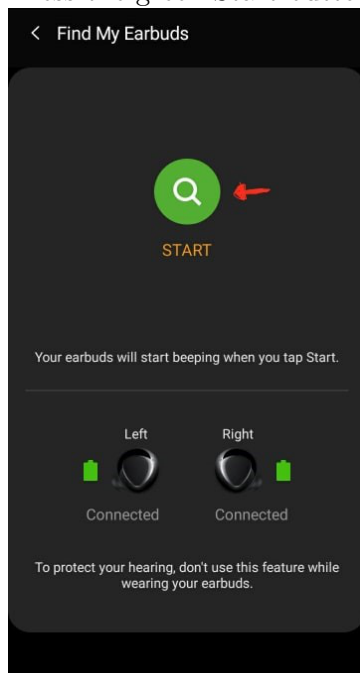 Find My Earbuds
START
Your earbuds will start beeping when you tap Start.
Left Right
Connected Connected
To protect your hearing, don't use this feature while
wearing your earbuds.